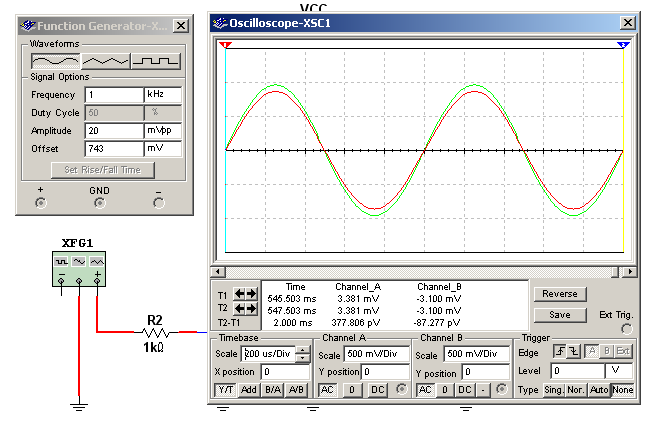 VCC
Function Generator-X...
Waveforms
Signal Options
Frequency 1 kHz
Duty Cycle 50 %
Amplitude 20 mVpp
Offset 743 mV
Set Rise/Fall Time
+ GND -
XFG1
R2
1kΩ
Oscilloscope-XSC1
1 2
Time Channel_A Channel_B
T1 545.503 ms 3.381 mV -3.100 mV
T2 547.503 ms 3.381 mV -3.100 mV
T2-T1 2.000 ms 377.806 pV -87.277 pV
Reverse
Save
Ext Trig.
Timebase
Scale 200 us/Div
X position 0
Y/T Add B/A A/B
Channel A
Scale 500 mV/Div
Y position 0
AC 0 DC
Channel B
Scale 500 mV/Div
Y position 0
AC 0 DC -
Trigger
Edge A B Ext
Level 0 V
Type Sing. Nor. Auto None